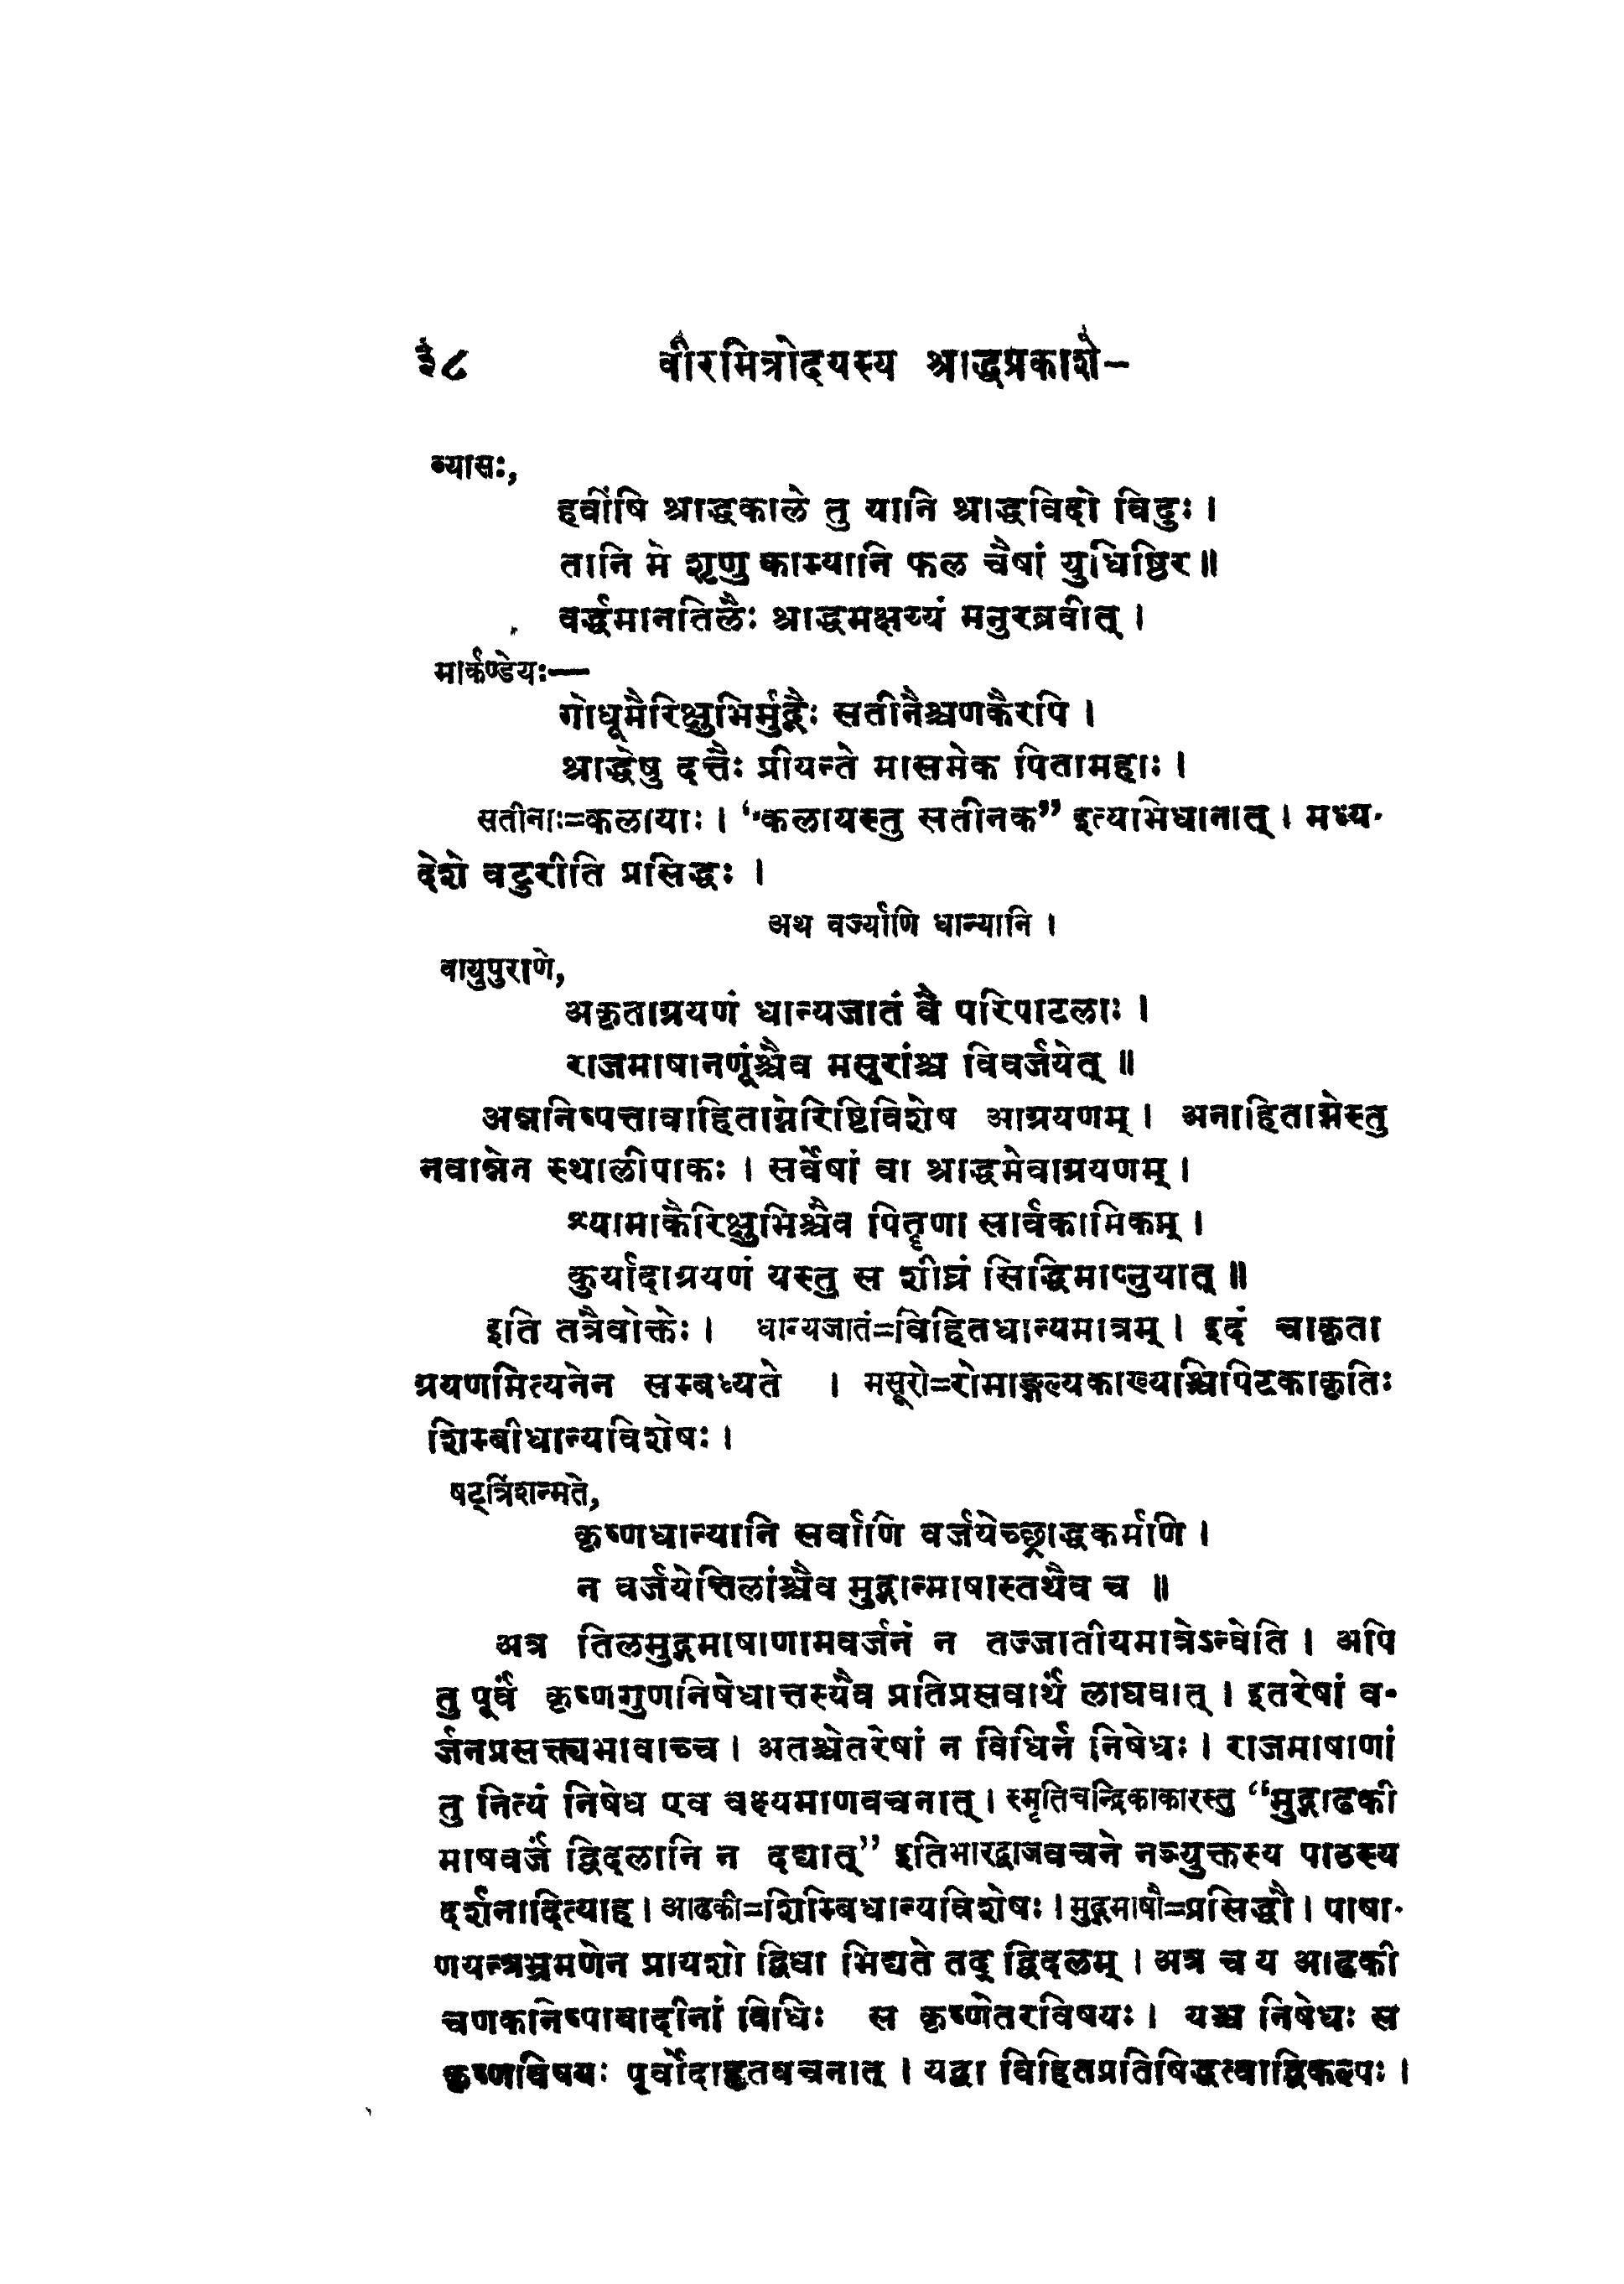 ३८ वीरमित्रोदयस्य श्राद्धप्रकाशे-
व्यासः,
हवींषि श्राद्धकाले तु यानि श्राद्धविदो विदुः ।
तानि मे शृणु काम्यानि फल चैषां युधिष्ठिर ॥
वर्द्धमानतिलैः श्राद्धमक्षय्यं मनुरब्रवीत् ।
मार्कण्डेयः—
गोधूमैरिक्षुभिर्मुद्गैः सतीनैश्चणकैरपि ।
श्राद्धेषु दत्तैः प्रीयन्ते मासमेक पितामहाः ।
सतीनाः=कलायाः । "कलायस्तु सतीनक" इत्याभिधानात् । मध्य-
देशे वटुरीति प्रसिद्धः ।
अथ वर्ज्याणि धान्यानि ।
वायुपुराणे,
अकृताग्रयणं धान्यजातं वै परिपाटलाः ।
राजमाषानणूंश्चैव मसूरांश्च विवर्जयेत् ॥
अन्ननिष्पत्तावाहिताग्नेरिष्टिविशेष आग्रयणम् । अनाहिताग्नेस्तु
नवान्नेन स्थालीपाकः । सर्वेषां वा श्राद्धमेवाग्रयणम् ।
श्यामाकैरिक्षुभिश्चैव पितॄणा सार्वकामिकम् ।
कुर्यादाग्रयणं यस्तु स शीघ्रं सिद्धिमाप्नुयात् ॥
इति तत्रैवोक्तेः । धान्यजातं=विहितधान्यमात्रम् । इदं चाकृता
ग्रयणमित्यनेन सम्बध्यते । मसूरो=रोमाङ्गल्यकाख्यश्चिपिटकाकृतिः
शिम्बीधान्यविशेषः ।
षट्त्रिंशन्मते,
कृष्णधान्यानि सर्वाणि वर्जयेच्छ्राद्धकर्मणि ।
न वर्जयेत्तिलांश्चैव मुद्गान्माषास्तथैव च ॥
अत्र तिलमुद्गमाषाणामवर्जनं न तज्जातीयमात्रेऽन्वेति । अपि
तु पूर्वं कृष्णगुणनिषेधात्तस्यैव प्रतिप्रसवार्थं लाघवात् । इतरेषां व-
र्जनप्रसक्त्यभावाच्च । अतश्चेतरेषां न विधिर्न निषेधः । राजमाषाणां
तु नित्यं निषेध एव वक्ष्यमाणवचनात् । स्मृतिचन्द्रिकाकारस्तु "मुद्गाढकी
माषवर्जं द्विदलानि न दद्यात्" इतिभारद्वाजवचने नञ्युक्तस्य पाठस्य
दर्शनादित्याह । आढकी=शिम्बिधान्यविशेषः । मुद्गमाषौ=प्रसिद्धौ । पाषा-
णयन्त्रभ्रमणेन प्रायशो द्विधा भिद्यते तद् द्विदलम् । अत्र च य आढकी
चणकनिष्पावादीनां विधिः स कृष्णेतरविषयः । यश्च निषेधः स
कृष्णविषयः पूर्वोदाहृतवचनात् । यद्वा विहितप्रतिषिद्धत्वाद्विकल्पः ।